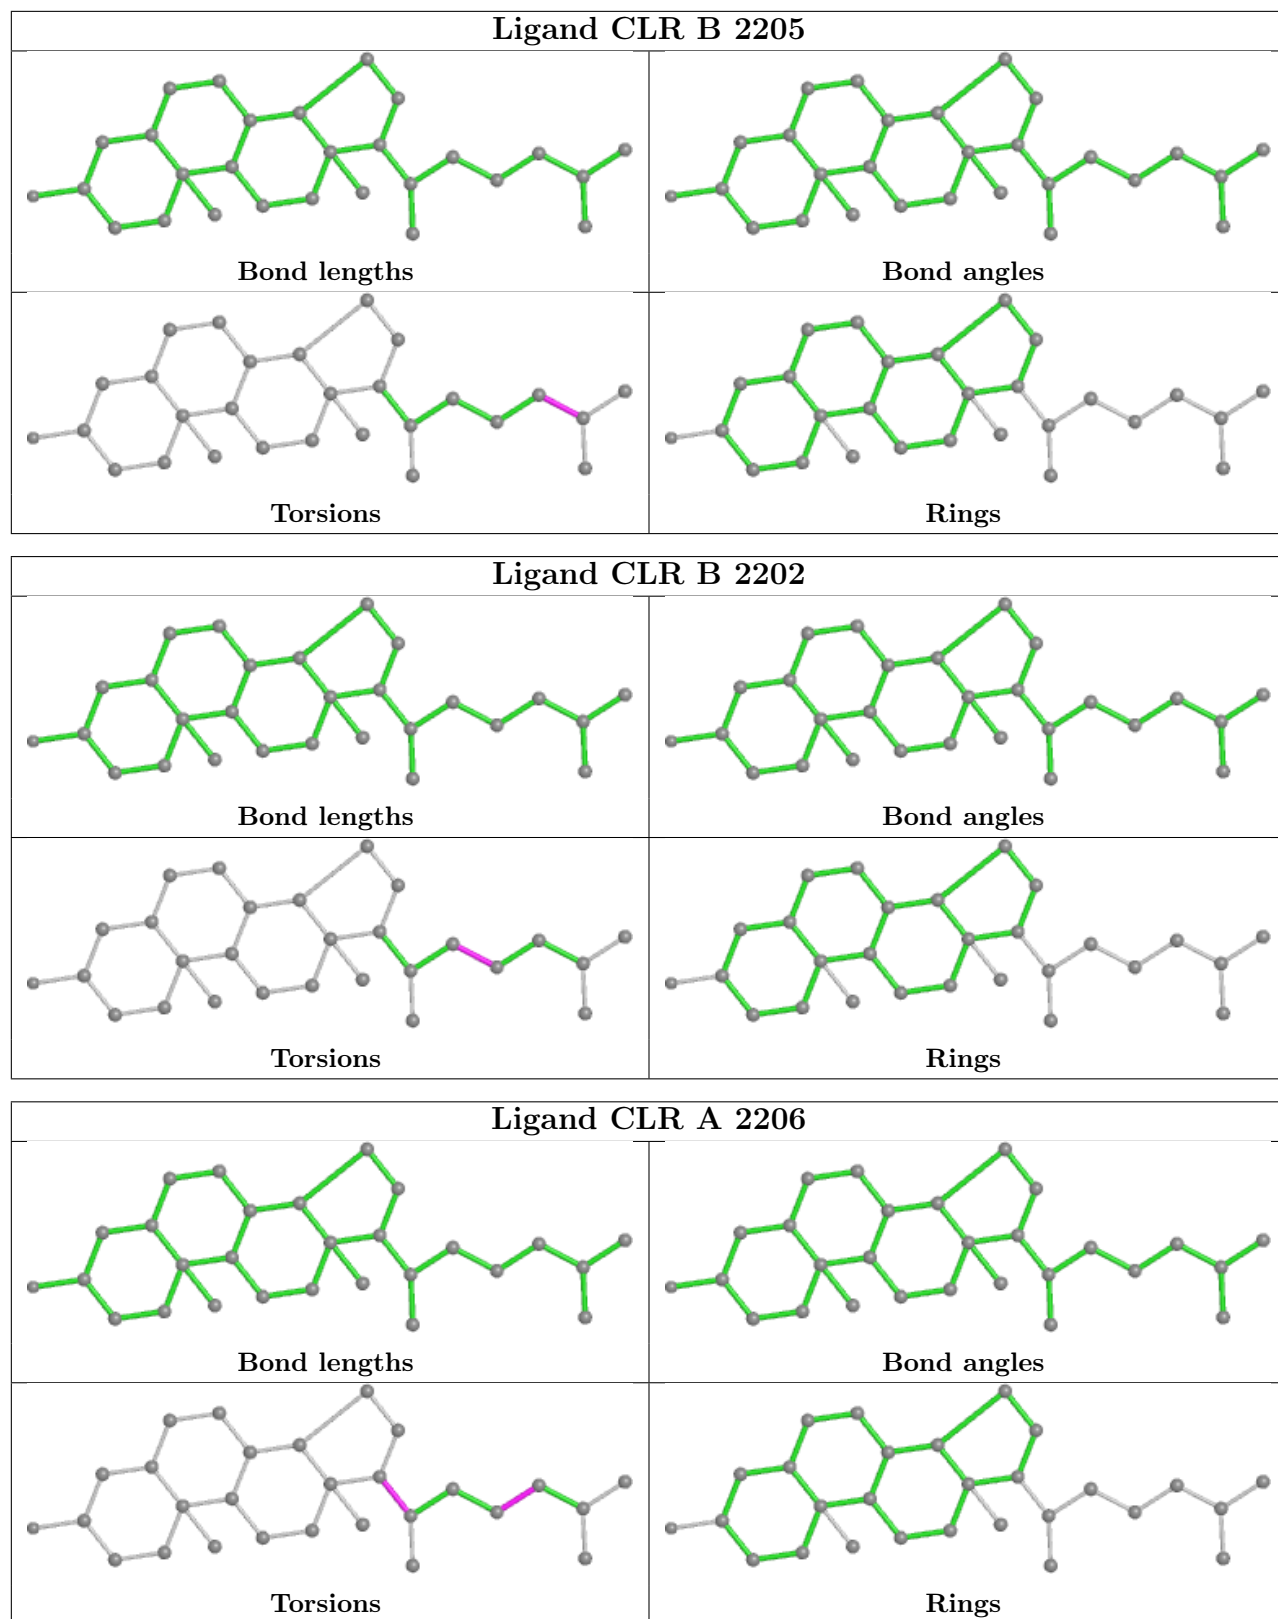 Ligand CLR B 2205
Bond lengths
Bond angles
Torsions
Rings
Ligand CLR B 2202
Bond lengths
Bond angles
Torsions
Rings
Ligand CLR A 2206
Bond lengths
Bond angles
Torsions
Rings